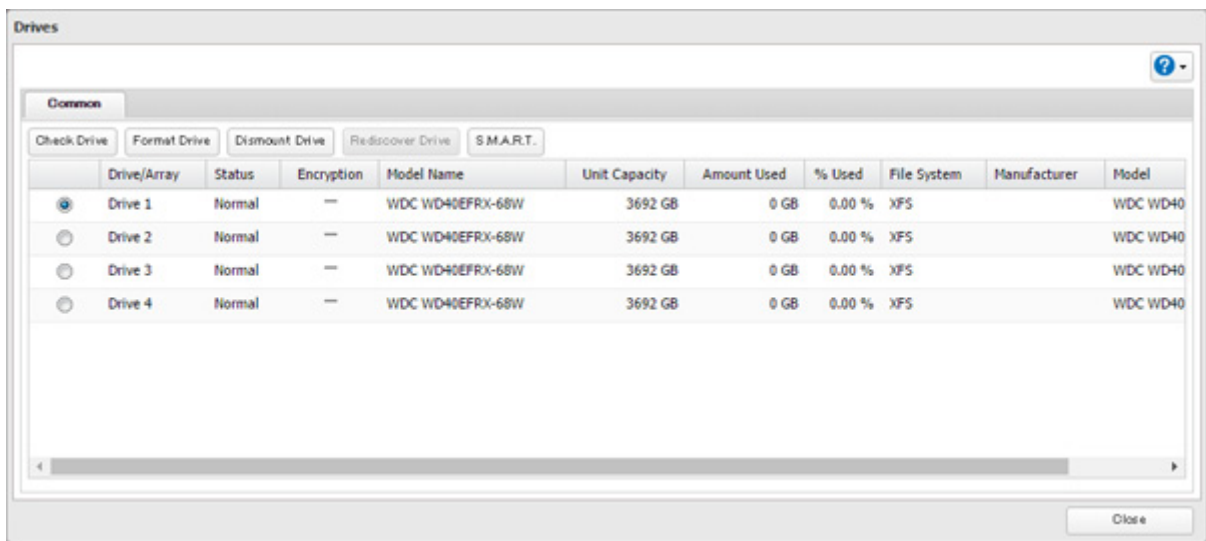 Drives
Common
Check Drive Format Drive Dismount Drive Rediscover Drive S.M.A.R.T.
Drive/Array Status Encryption Model Name Unit Capacity Amount Used % Used File System Manufacturer Model
Drive 1 Normal — WDC WD40EFRX-68W 3692 GB 0 GB 0.00 % XFS WDC WD40
Drive 2 Normal — WDC WD40EFRX-68W 3692 GB 0 GB 0.00 % XFS WDC WD40
Drive 3 Normal — WDC WD40EFRX-68W 3692 GB 0 GB 0.00 % XFS WDC WD40
Drive 4 Normal — WDC WD40EFRX-68W 3692 GB 0 GB 0.00 % XFS WDC WD40
Close